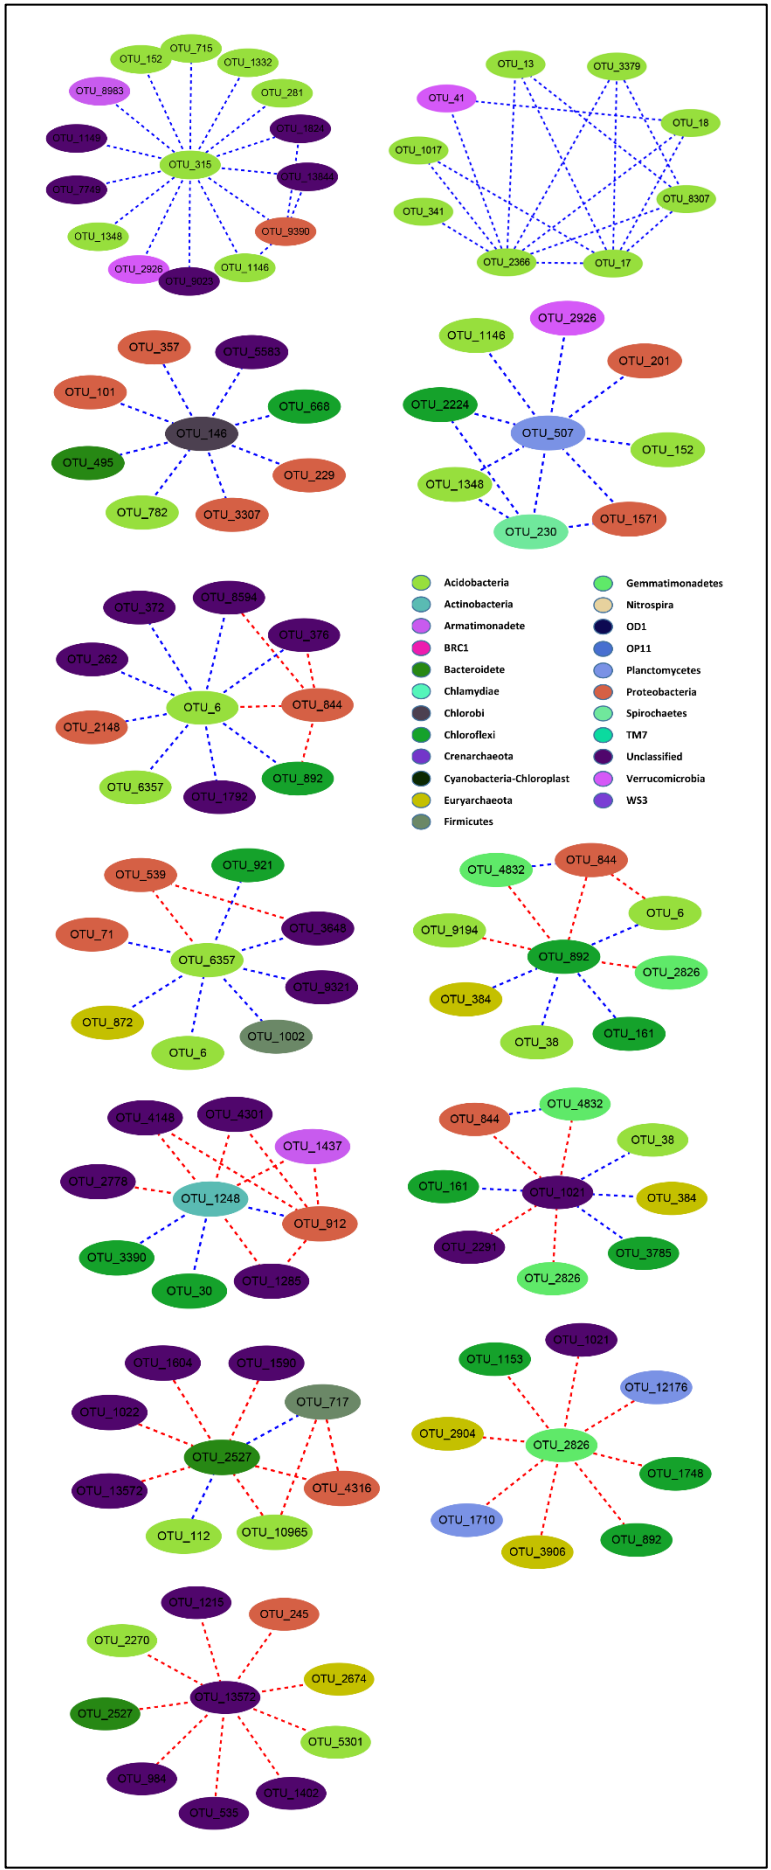 OTU_715
OTU_152
OTU_1332
OTU_8983
OTU_281
OTU_1149
OTU_1824
OTU_315
OTU_7749
OTU_13844
OTU_1348
OTU_9390
OTU_2926
OTU_9023
OTU_1146
OTU_13
OTU_3379
OTU_41
OTU_18
OTU_1017
OTU_8307
OTU_341
OTU_2366
OTU_17
OTU_357
OTU_5583
OTU_101
OTU_668
OTU_146
OTU_495
OTU_229
OTU_782
OTU_3307
OTU_2926
OTU_1146
OTU_201
OTU_2224
OTU_507
OTU_152
OTU_1348
OTU_230
OTU_1571
OTU_372
OTU_8594
OTU_376
OTU_262
OTU_6
OTU_844
OTU_2148
OTU_6357
OTU_1792
OTU_892
Acidobacteria
Actinobacteria
Armatimonadete
BRC1
Bacteroidete
Chlamydiae
Chlorobi
Chloroflexi
Crenarchaeota
Cyanobacteria-Chloroplast
Euryarchaeota
Firmicutes
Gemmatimonadetes
Nitrospira
OD1
OP11
Planctomycetes
Proteobacteria
Spirochaetes
TM7
Unclassified
Verrucomicrobia
WS3
OTU_539
OTU_921
OTU_71
OTU_3648
OTU_6357
OTU_9321
OTU_872
OTU_6
OTU_1002
OTU_4832
OTU_844
OTU_9194
OTU_6
OTU_892
OTU_2826
OTU_384
OTU_38
OTU_161
OTU_4148
OTU_4301
OTU_1437
OTU_2778
OTU_1248
OTU_912
OTU_3390
OTU_30
OTU_1285
OTU_844
OTU_4832
OTU_38
OTU_161
OTU_1021
OTU_384
OTU_2291
OTU_2826
OTU_3785
OTU_1604
OTU_1590
OTU_1022
OTU_717
OTU_2527
OTU_13572
OTU_4316
OTU_112
OTU_10965
OTU_1021
OTU_1153
OTU_12176
OTU_2904
OTU_2826
OTU_1748
OTU_1710
OTU_3906
OTU_892
OTU_1215
OTU_245
OTU_2270
OTU_2674
OTU_13572
OTU_2527
OTU_5301
OTU_984
OTU_535
OTU_1402